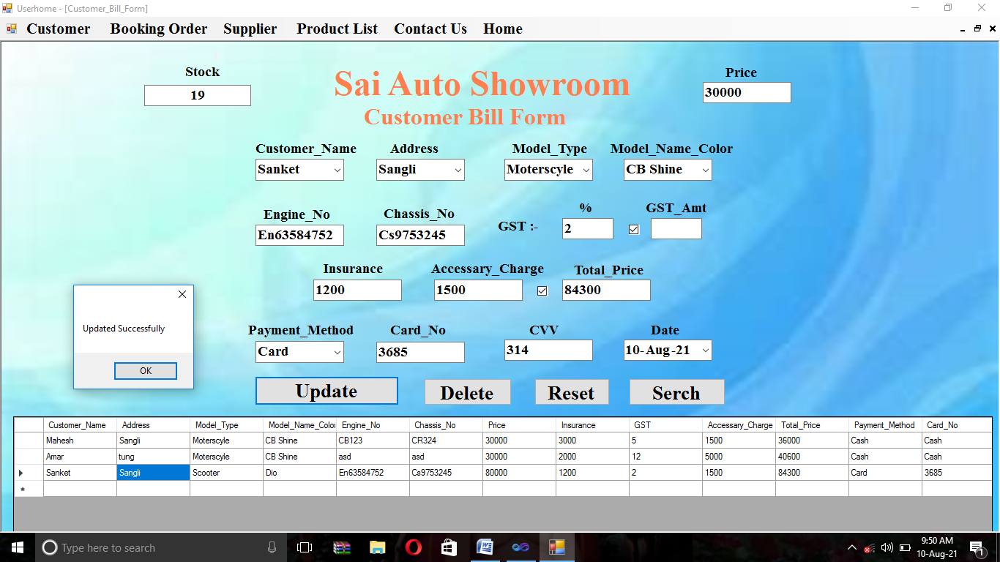 Userhome - [Customer_Bill_Form]
Customer Booking Order Supplier Product List Contact Us Home
Stock
19
Sai Auto Showroom
Customer Bill Form
Price
30000
Customer_Name Address Model_Type Model_Name_Color
Sanket Sangli Moterscyle CB Shine
Engine_No Chassis_No GST :- % GST_Amt
En63584752 Cs9753245 2
Insurance Accessary_Charge Total_Price
1200 1500 84300
Payment_Method Card_No CVV Date
Card 3685 314 10-Aug-21
Updated Successfully
OK
Update Delete Reset Serch
Customer_Name Address Model_Type Model_Name_Color Engine_No Chassis_No Price Insurance GST Accessary_Charge Total_Price Payment_Method Card_No
Mahesh Sangli Moterscyle CB Shine CB123 CR324 30000 3000 5 1500 36000 Cash Cash
Amar tung Moterscyle CB Shine asd asd 30000 2000 12 5000 40600 Cash Cash
Sanket Sangli Scooter Dio En63584752 Cs9753245 80000 1200 2 1500 84300 Card 3685
Type here to search
9:50 AM
10-Aug-21
1